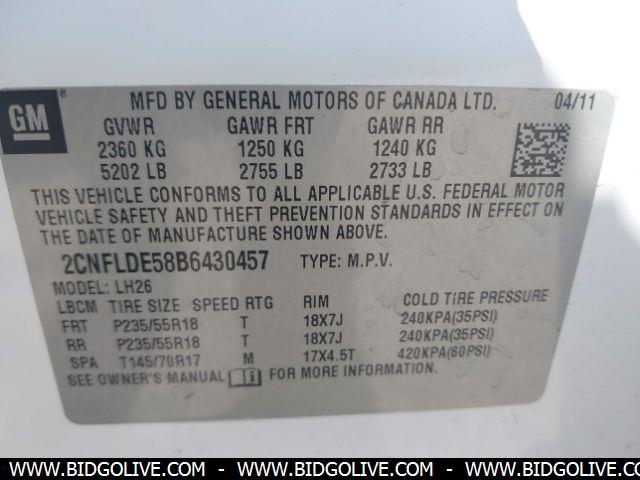 GM ®
MFD BY GENERAL MOTORS OF CANADA LTD. 04/11
GVWR GAWR FRT GAWR RR
2360 KG 1250 KG 1240 KG
5202 LB 2755 LB 2733 LB
THIS VEHICLE CONFORMS TO ALL APPLICABLE U.S. FEDERAL MOTOR
VEHICLE SAFETY AND THEFT PREVENTION STANDARDS IN EFFECT ON
THE DATE OF MANUFACTURE SHOWN ABOVE.
2CNFLDE58B6430457 TYPE: M.P.V.
MODEL: LH26
LBCM TIRE SIZE SPEED RTG RIM COLD TIRE PRESSURE
FRT P235/55R18 T 18X7J 240KPA(35PSI)
RR P235/55R18 T 18X7J 240KPA(35PSI)
SPA T145/70R17 M 17X4.5T 420KPA(60PSI)
SEE OWNER'S MANUAL FOR MORE INFORMATION.
WWW.BIDGOLIVE.COM - WWW.BIDGOLIVE.COM - WWW.BIDGOLIVE.COM